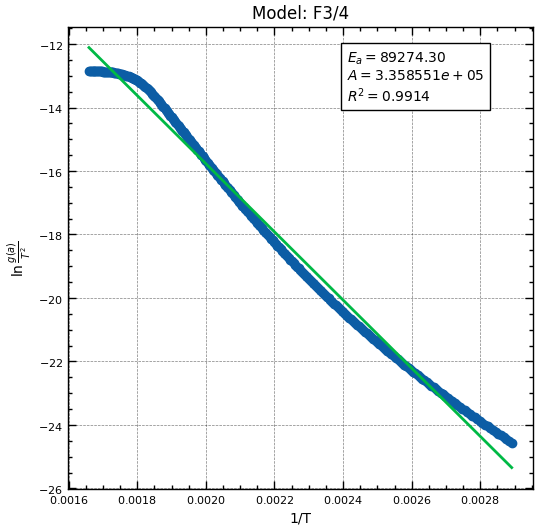 Model: F3/4
E_a = 89274.30
A = 3.358551e + 05
R^2 = 0.9914
ln g(a)/T^2
−12
−14
−16
−18
−20
−22
−24
−26
0.0016 0.0018 0.0020 0.0022 0.0024 0.0026 0.0028
1/T